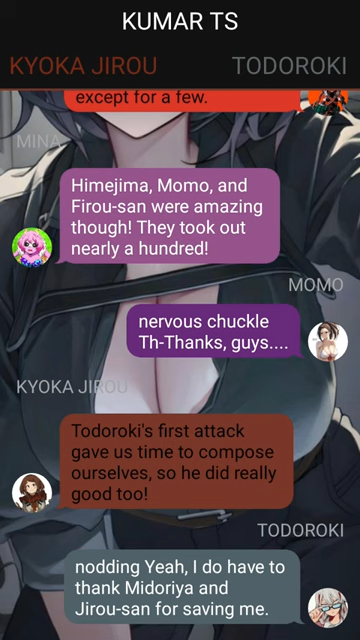 KUMAR TS
KYOKA JIROU
TODOROKI
except for a few.
MINA
Himejima, Momo, and
Firou-san were amazing
though! They took out
nearly a hundred!
MOMO
nervous chuckle
Th-Thanks, guys....
KYOKA JIROU
Todoroki's first attack
gave us time to compose
ourselves, so he did really
good too!
TODOROKI
nodding Yeah, I do have to
thank Midoriya and
Jirou-san for saving me.